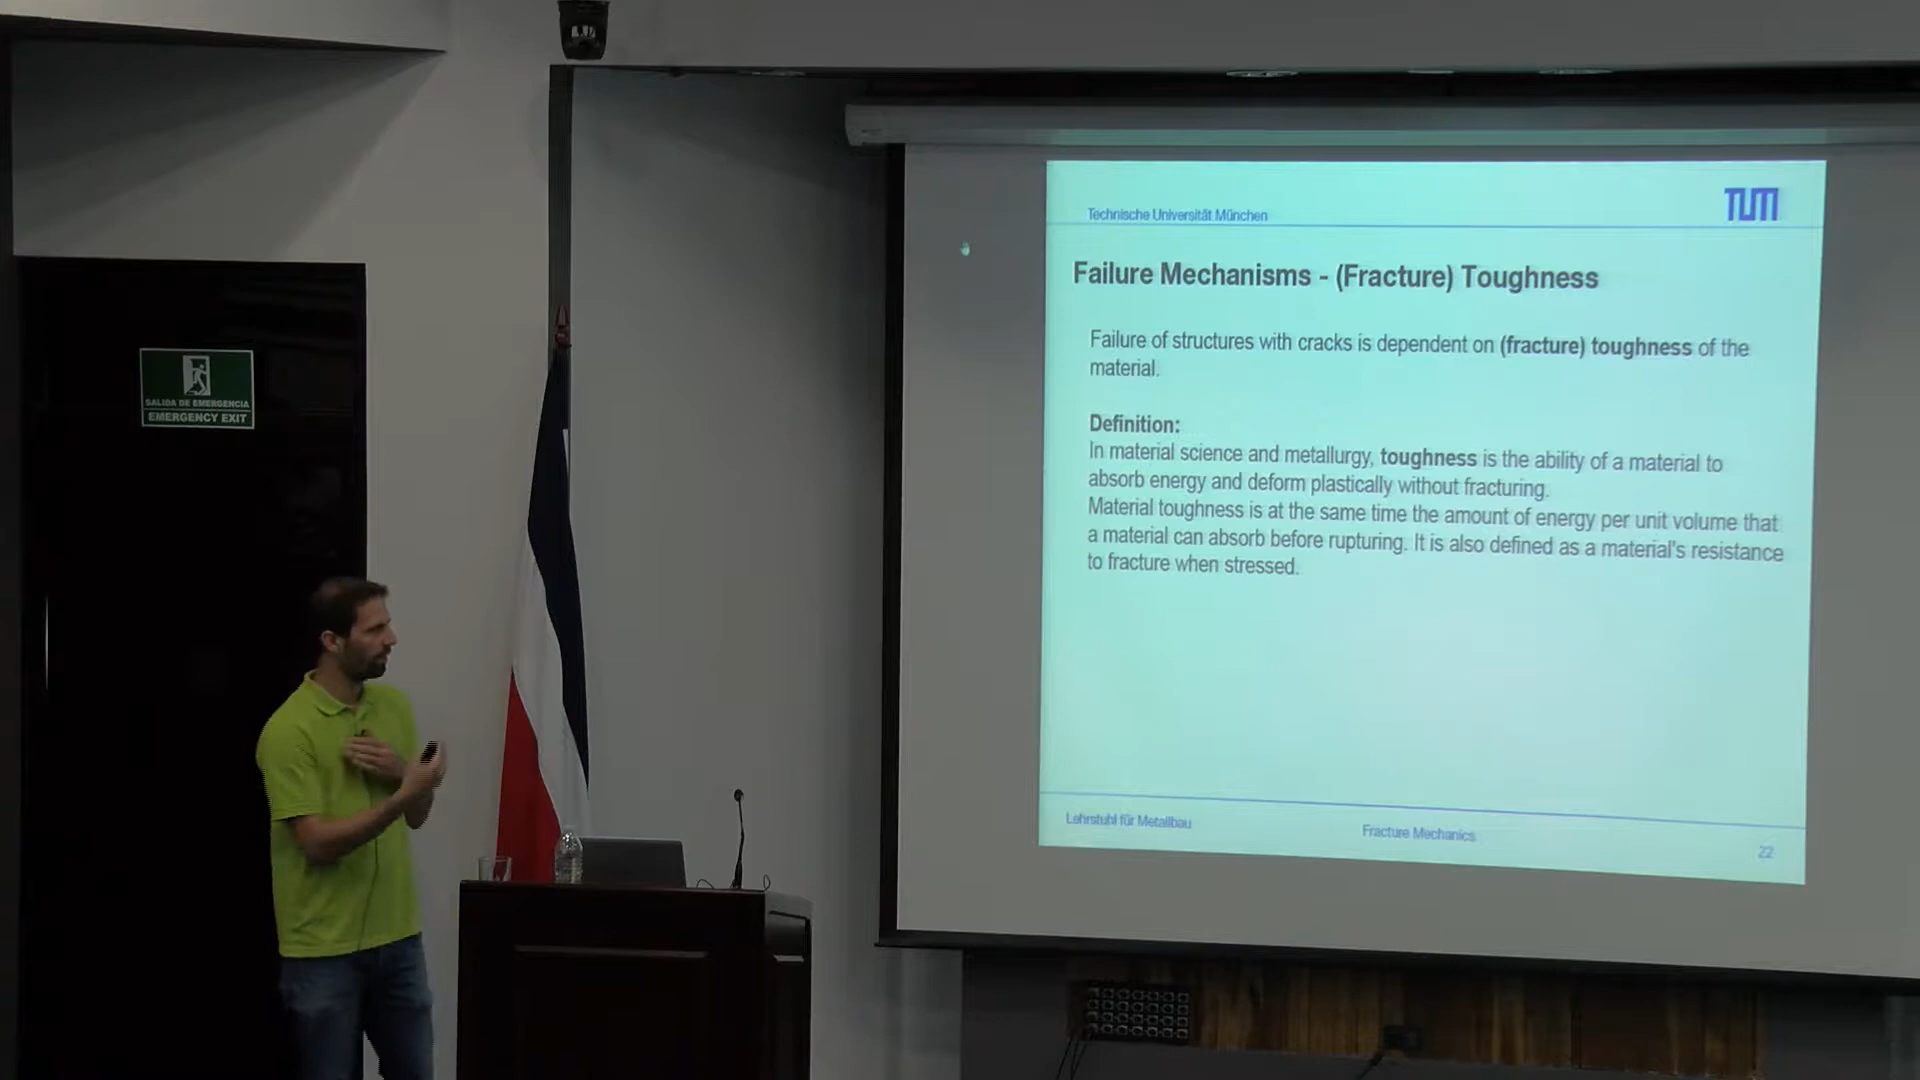 SALIDA DE EMERGENCIA
EMERGENCY EXIT
Technische Universität München
TUM
Failure Mechanisms - (Fracture) Toughness
Failure of structures with cracks is dependent on (fracture) toughness of the
material.
Definition:
In material science and metallurgy, toughness is the ability of a material to
absorb energy and deform plastically without fracturing.
Material toughness is at the same time the amount of energy per unit volume that
a material can absorb before rupturing. It is also defined as a material's resistance
to fracture when stressed.
Lehrstuhl für Metallbau
Fracture Mechanics
22